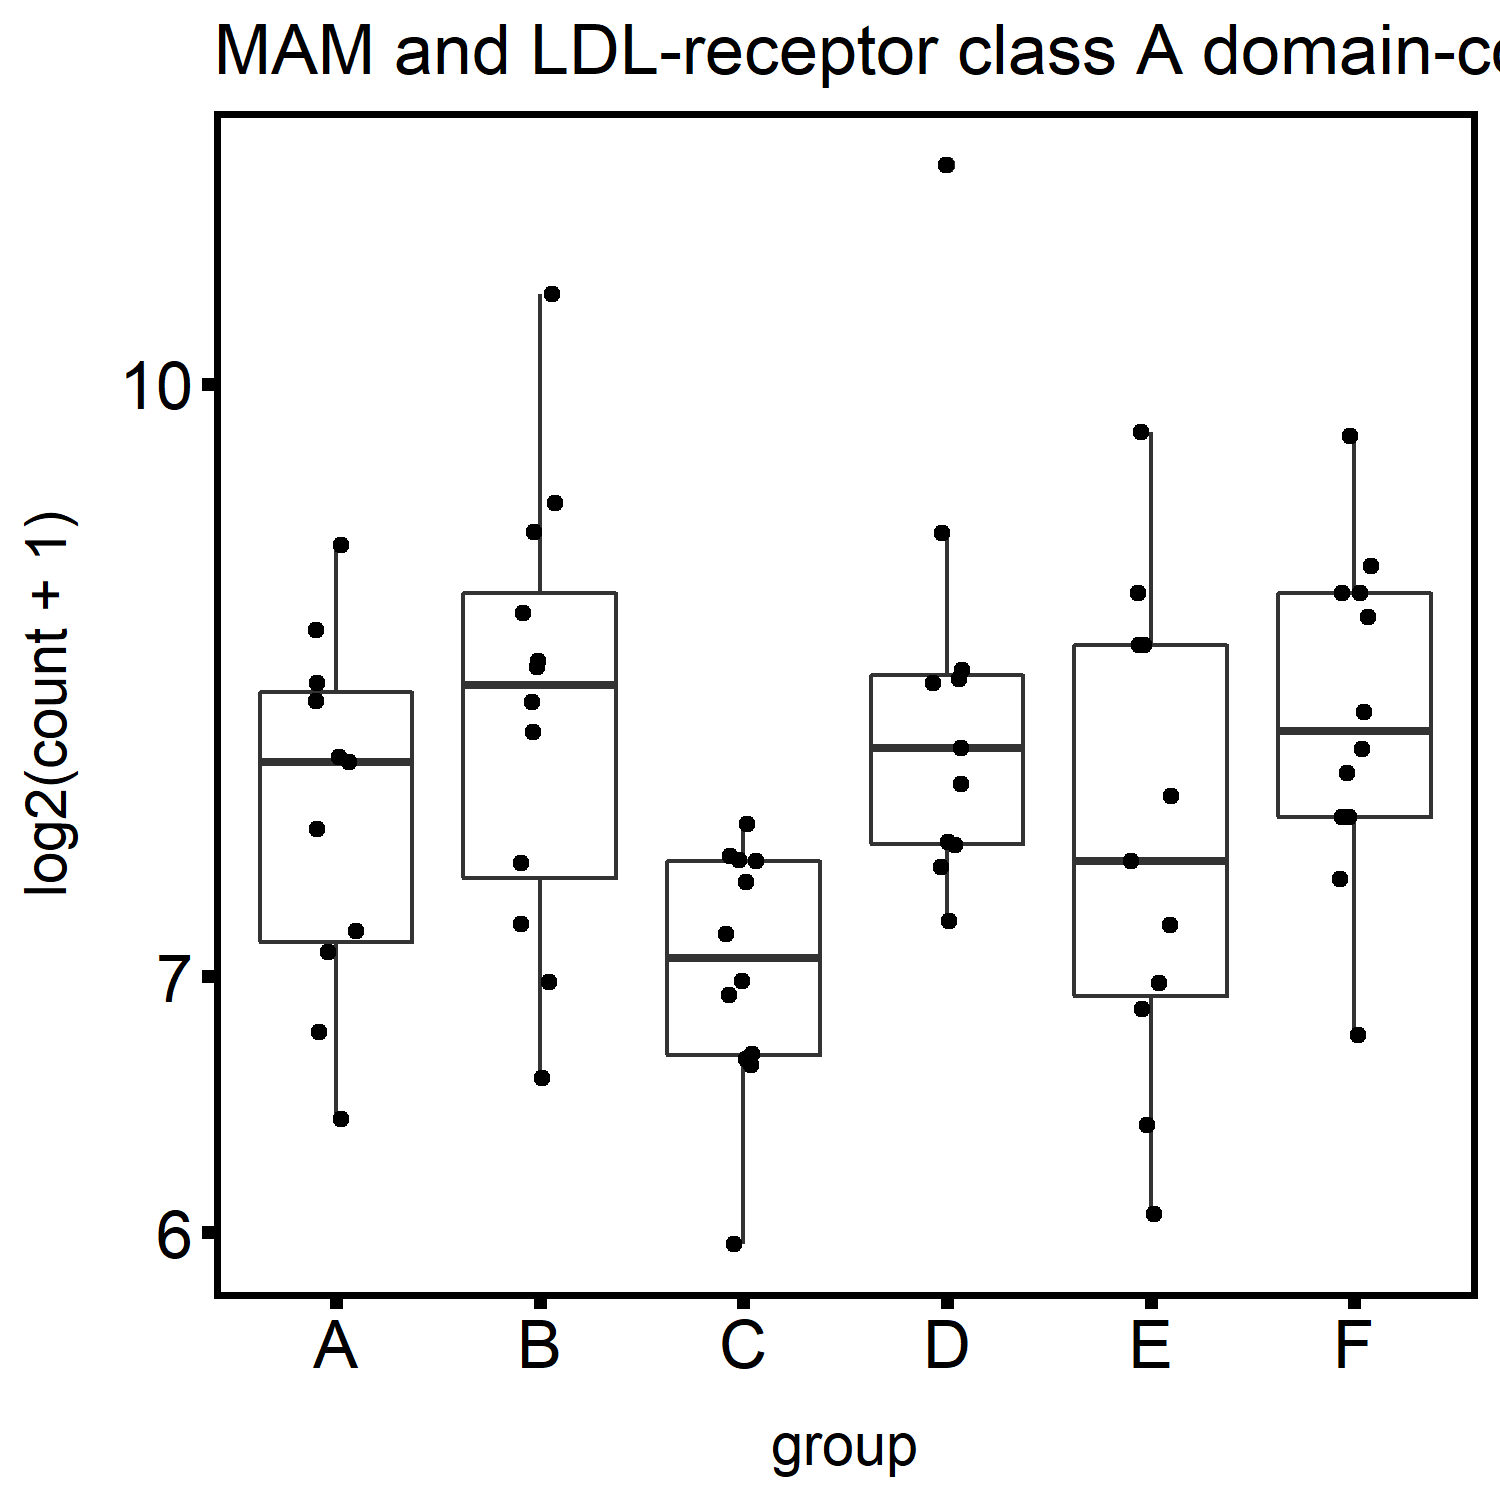 MAM and LDL-receptor class A domain-co
log2(count + 1)
10
7
6
A B C D E F
group